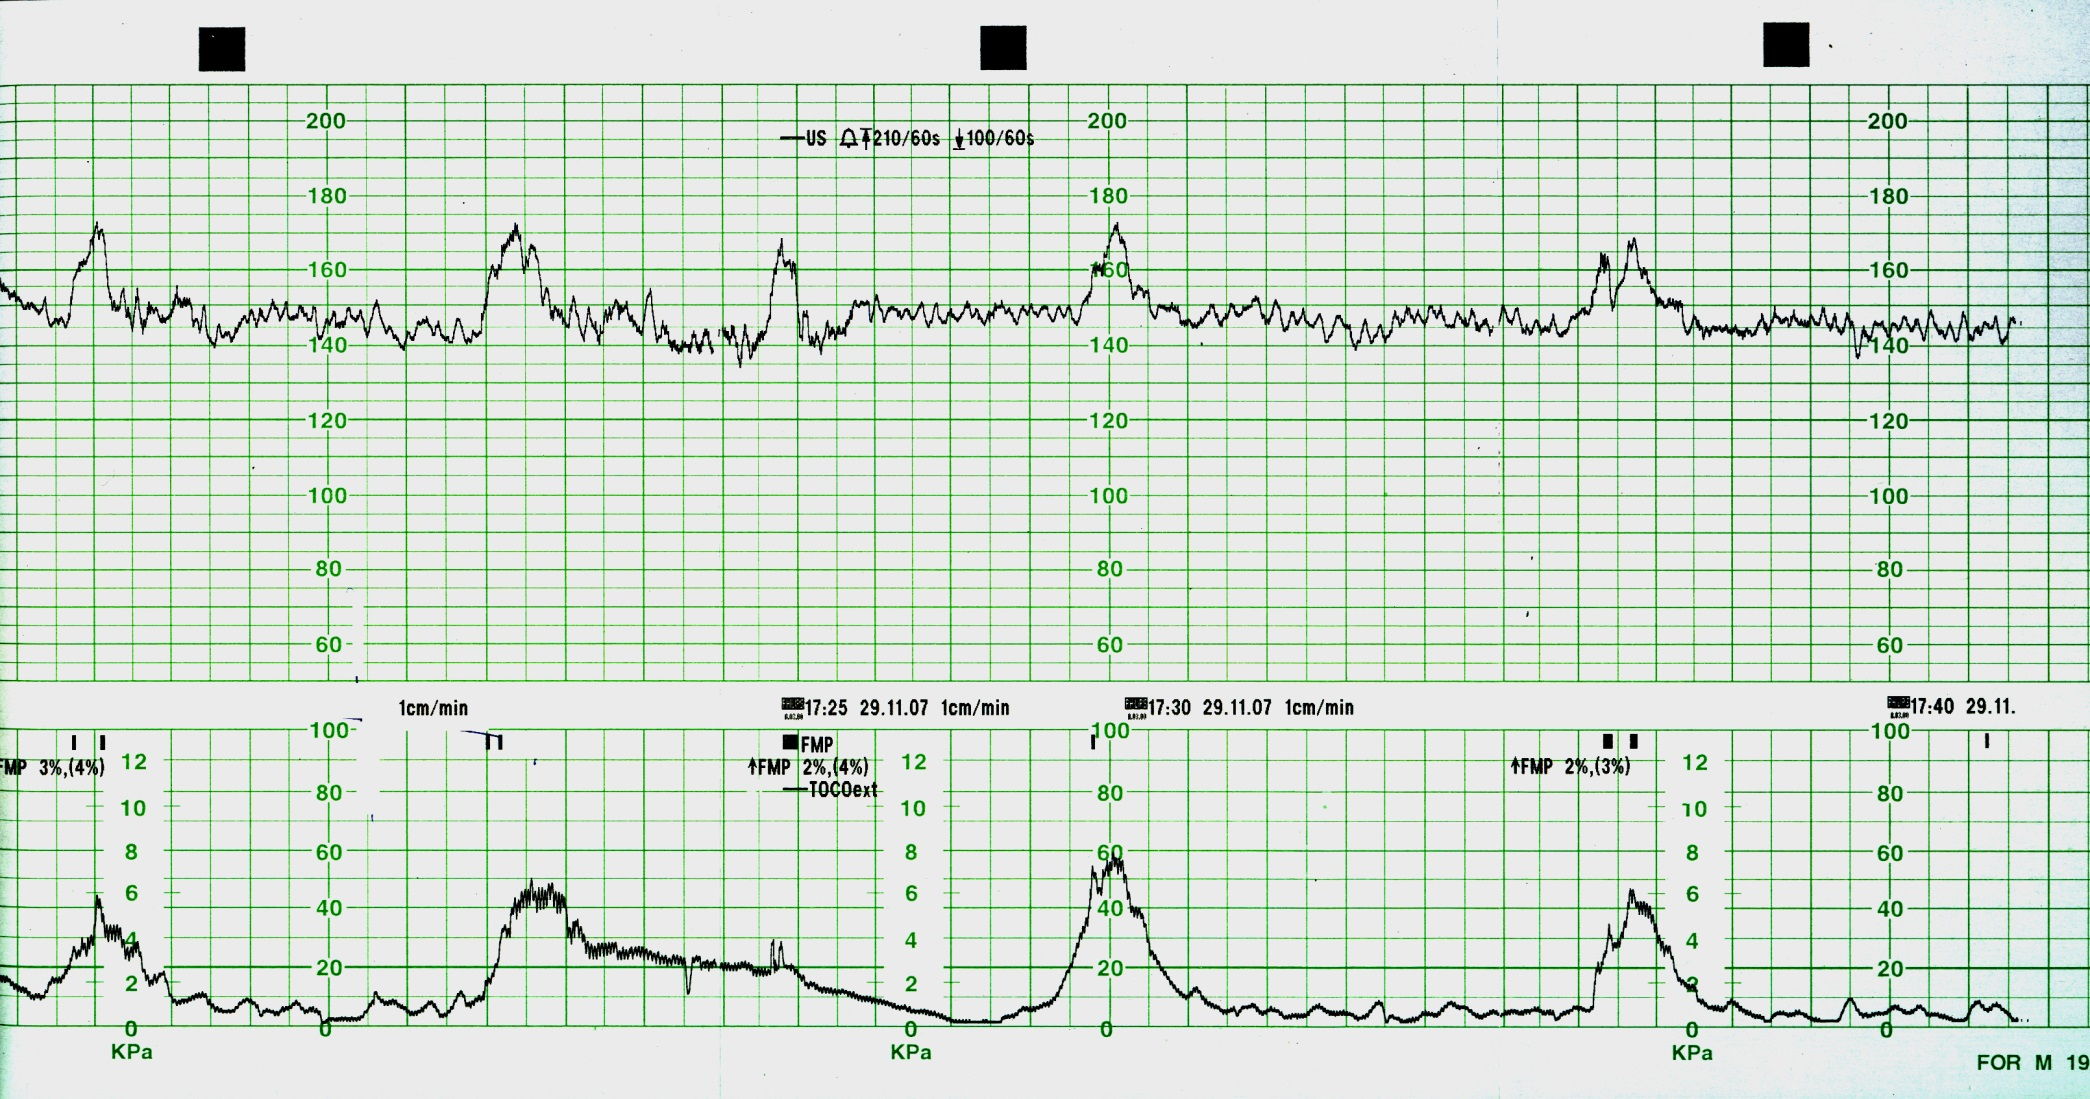 200 200 200
US 210/60s 100/60s
180 180 180
160 160 160
140 140 140
120 120 120
100 100 100
80 80 80
60 60 60
1cm/min 17:25 29.11.07 1cm/min 17:30 29.11.07 1cm/min 17:40 29.11.
100 100 100
FMP
12 12 12
FMP 3%,(4%) ↑FMP 2%,(4%) ↑FMP 2%,(3%)
TOCOext
10 80 10 80 10 80
8 60 8 60 8 60
6 40 6 40 6 40
4 4 4
2 20 2 20 2 20
0 0 0 0 0 0
KPa KPa KPa
FOR M 19